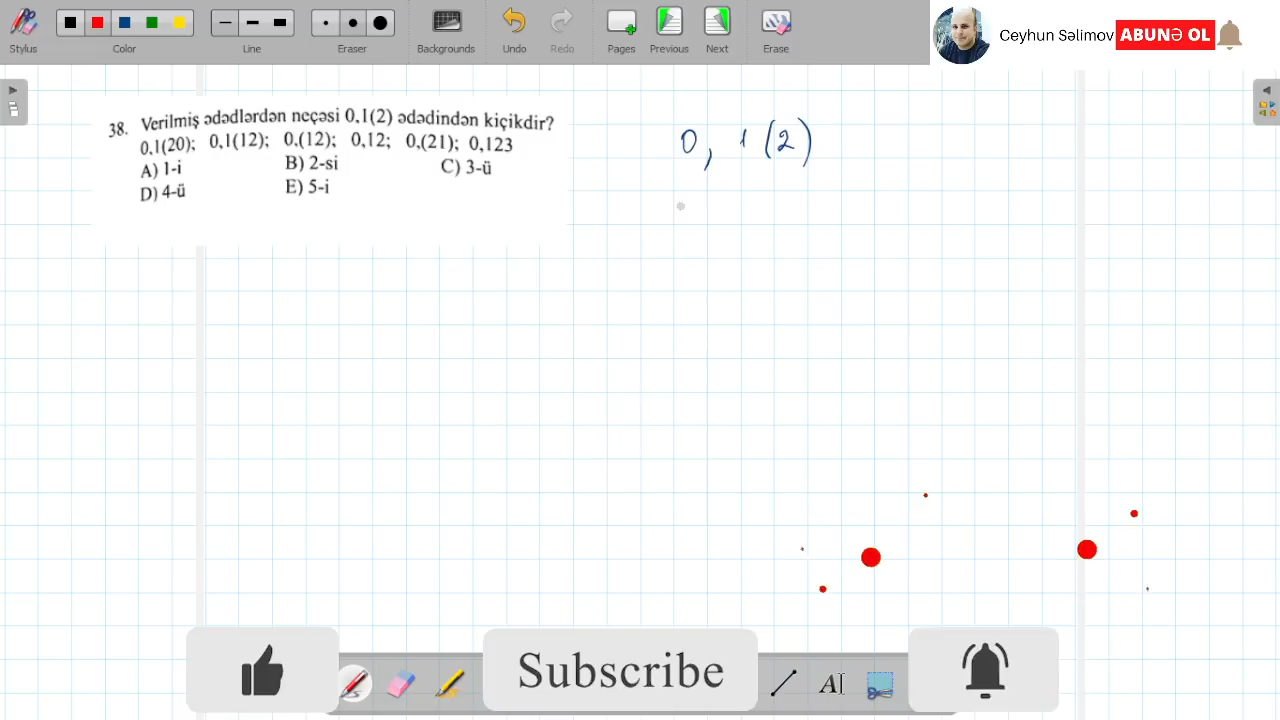 Stylus Color Line Eraser Backgrounds Undo Redo Pages Previous Next Erase
Ceyhun Səlimov ABUNƏ OL
38. Verilmiş ədədlərdən neçəsi 0,1(2) ədədindən kiçikdir?
0,1(20); 0,1(12); 0,(12); 0,12; 0,(21); 0,123
A) 1-i B) 2-si C) 3-ü
D) 4-ü E) 5-i
0, 1(2)
Subscribe
AI